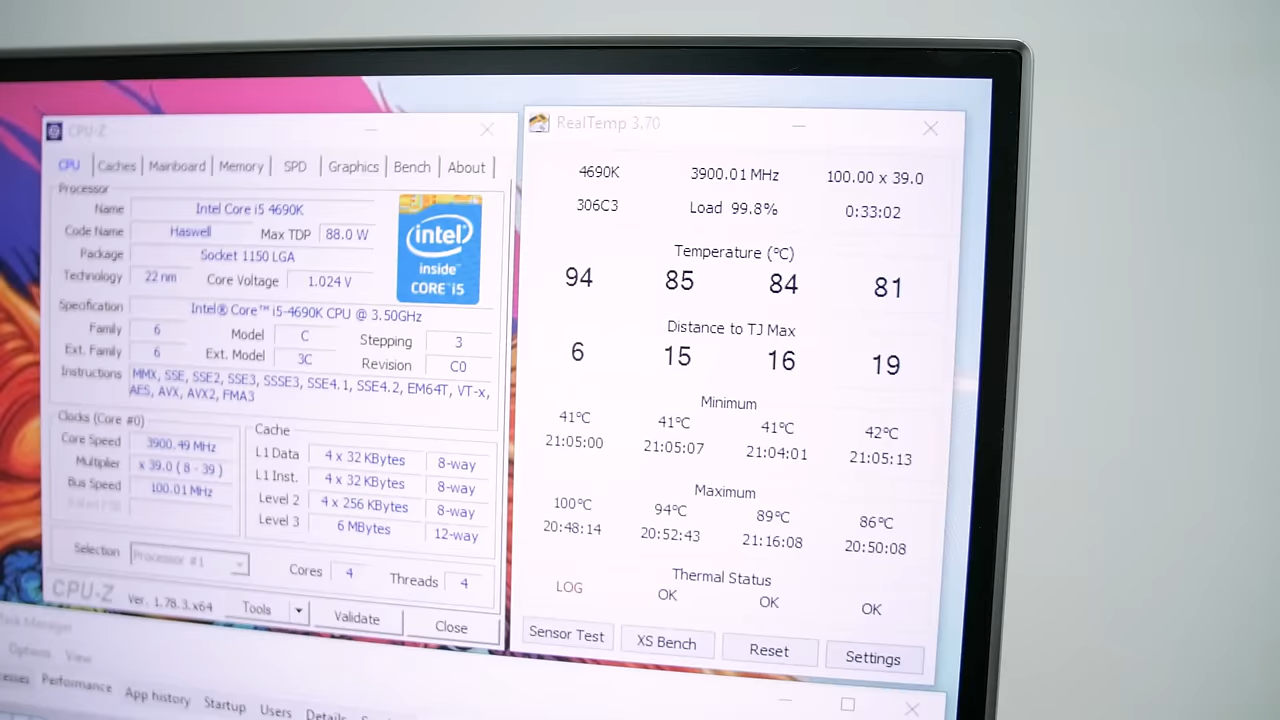 CPU-Z
CPU Caches Mainboard Memory SPD Graphics Bench About
Processor
Name Intel Core i5 4690K
Code Name Haswell Max TDP 88.0 W
Package Socket 1150 LGA
Technology 22 nm Core Voltage 1.024 V
intel
inside™
CORE™ i5
Specification Intel® Core™ i5-4690K CPU @ 3.50GHz
Family 6 Model C Stepping 3
Ext. Family 6 Ext. Model 3C Revision C0
Instructions MMX, SSE, SSE2, SSE3, SSSE3, SSE4.1, SSE4.2, EM64T, VT-x,
AES, AVX, AVX2, FMA3
Clocks (Core #0)
Core Speed 3900.49 MHz
Multiplier x 39.0 ( 8 - 39 )
Bus Speed 100.01 MHz
Rated FSB
Cache
L1 Data 4 x 32 KBytes 8-way
L1 Inst. 4 x 32 KBytes 8-way
Level 2 4 x 256 KBytes 8-way
Level 3 6 MBytes 12-way
Selection Processor #1 Cores 4 Threads 4
CPU-Z Ver. 1.78.3.x64 Tools Validate Close
RealTemp 3.70
4690K 3900.01 MHz 100.00 x 39.0
306C3 Load 99.8% 0:33:02
Temperature (°C)
94 85 84 81
Distance to TJ Max
6 15 16 19
Minimum
41°C 41°C 41°C 42°C
21:05:00 21:05:07 21:04:01 21:05:13
Maximum
100°C 94°C 89°C 86°C
20:48:14 20:52:43 21:16:08 20:50:08
Thermal Status
LOG OK OK OK
Sensor Test XS Bench Reset Settings
Task Manager
Options View
Performance App history Startup Users Details